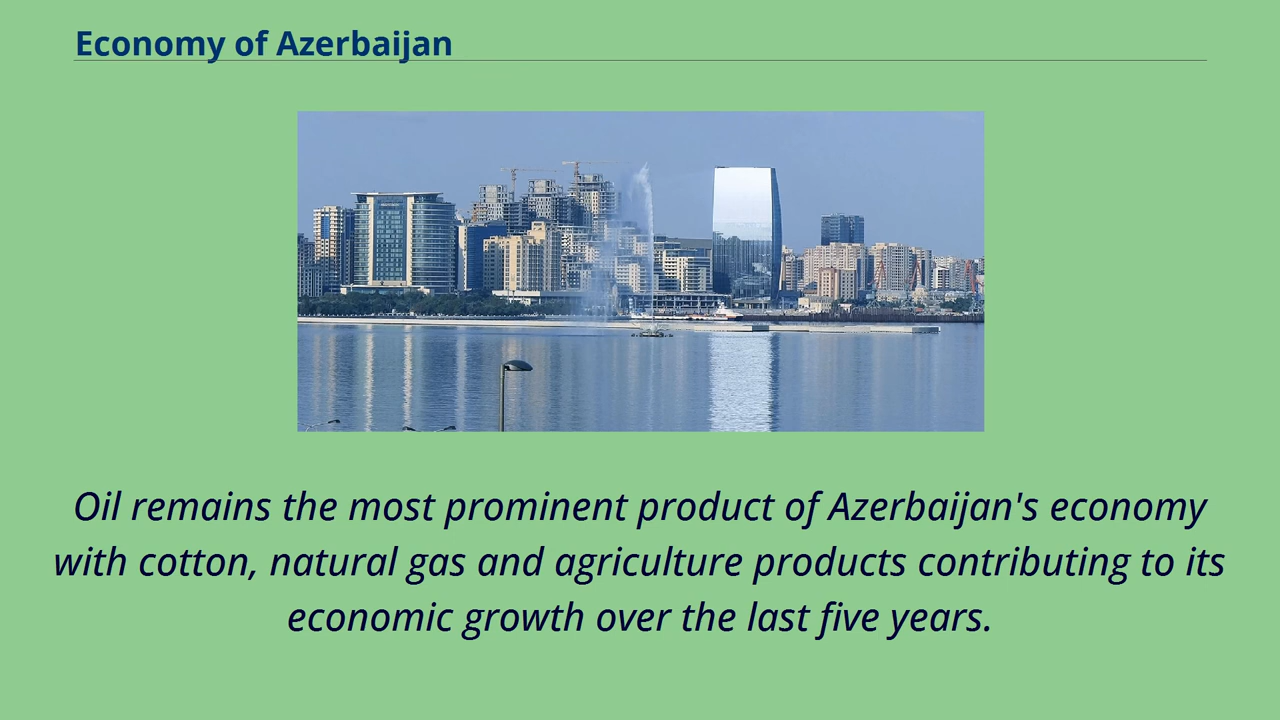 Economy of Azerbaijan
Oil remains the most prominent product of Azerbaijan's economy
with cotton, natural gas and agriculture products contributing to its
economic growth over the last five years.